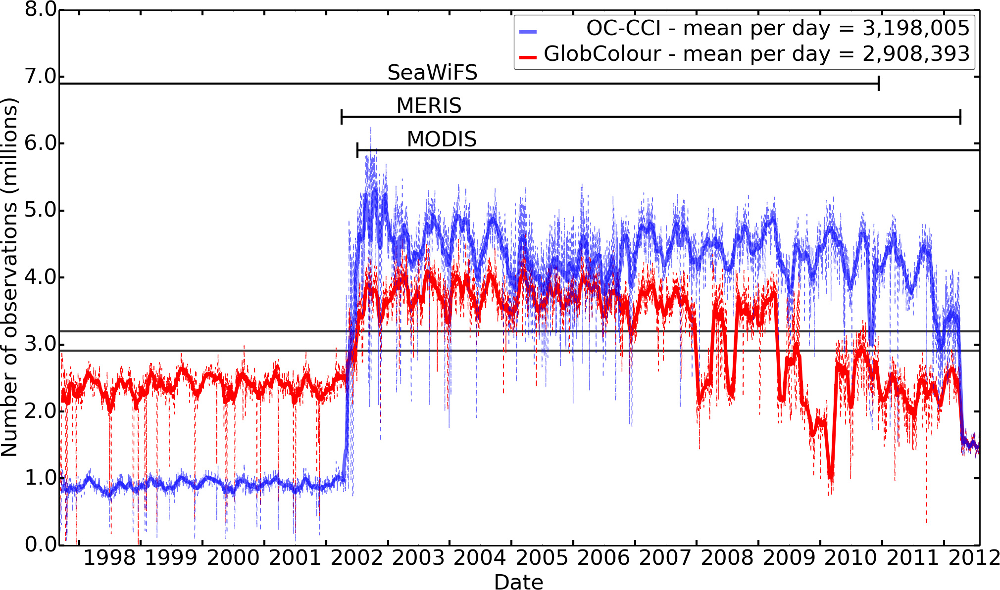 8.0
OC-CCI - mean per day = 3,198,005
GlobColour - mean per day = 2,908,393
SeaWiFS
7.0
MERIS
MODIS
6.0
5.0
4.0
3.0
2.0
1.0
0.0
Number of observations (millions)
1998 1999 2000 2001 2002 2003 2004 2005 2006 2007 2008 2009 2010 2011 2012
Date